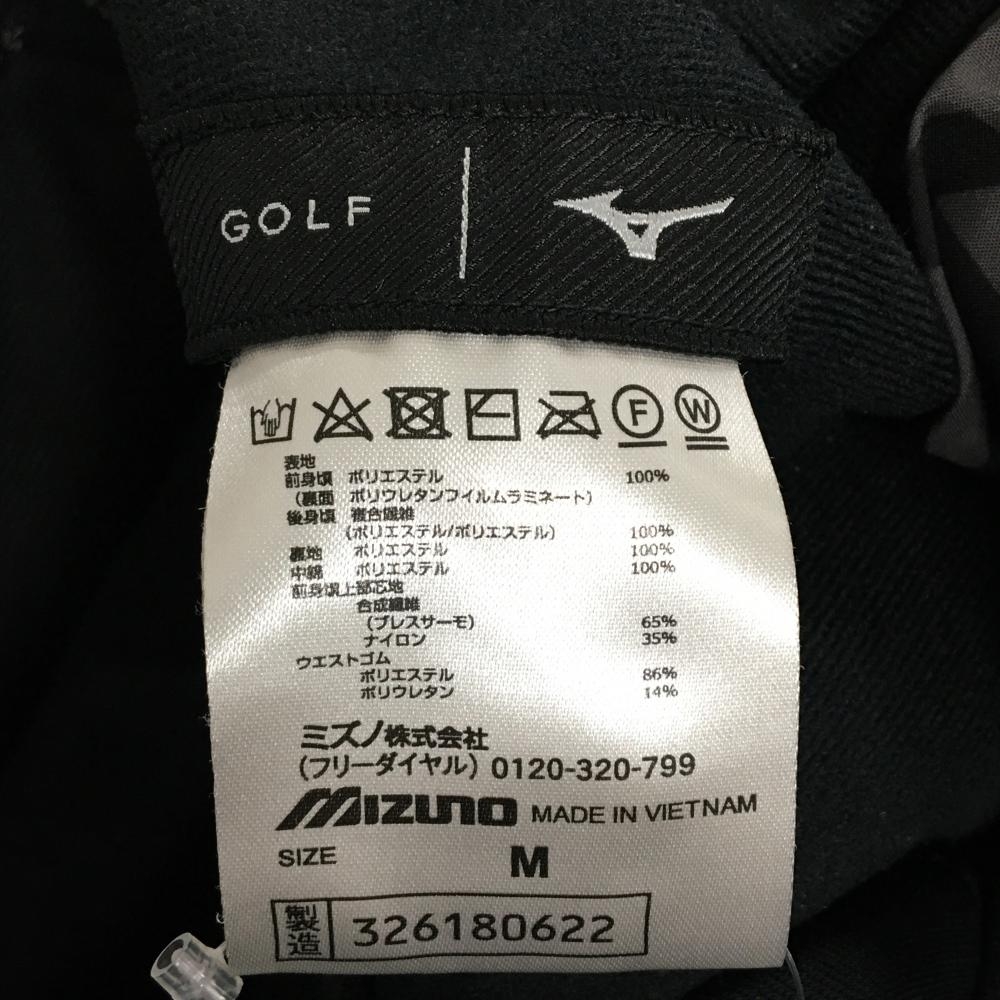 GOLF
F W
表地
前身頃 ポリエステル 100%
(裏面 ポリウレタンフィルムラミネート)
後身頃 複合繊維
(ポリエステル/ポリエステル) 100%
裏地 ポリエステル 100%
中綿 ポリエステル 100%
前身頃上部芯地
合成繊維
(ブレスサーモ) 65%
ナイロン 35%
ウエストゴム
ポリエステル 86%
ポリウレタン 14%
ミズノ株式会社
(フリーダイヤル) 0120-320-799
MIZUNO MADE IN VIETNAM
SIZE M
製造 326180622